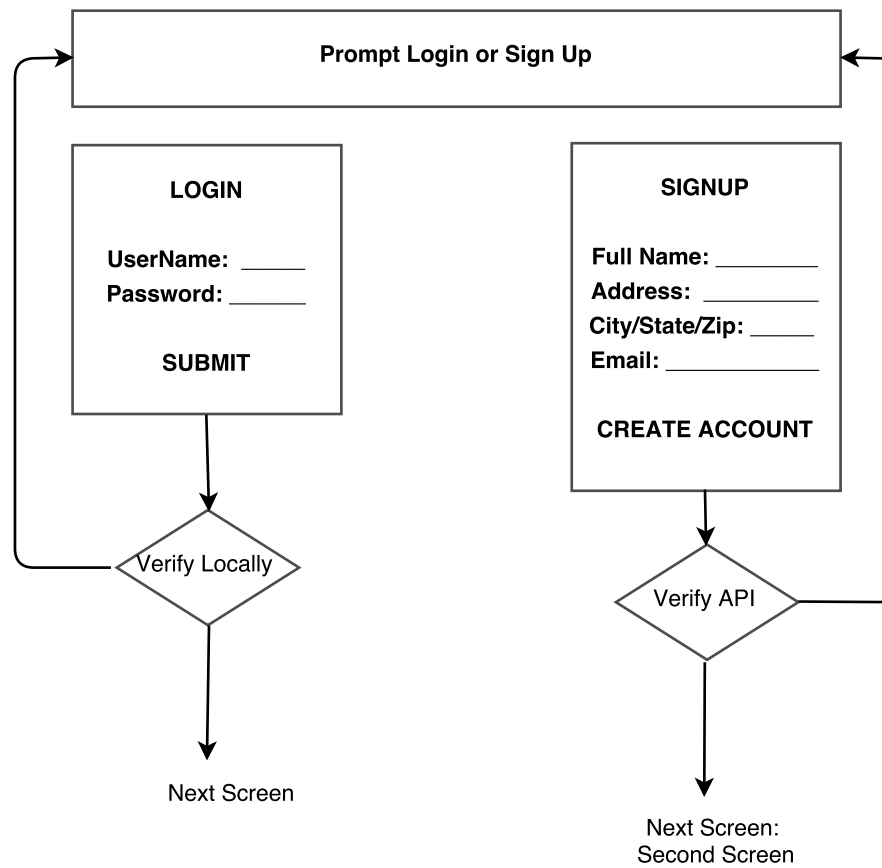 Prompt Login or Sign Up
LOGIN
UserName: _____
Password: ______
SUBMIT
Verify Locally
Next Screen
SIGNUP
Full Name: ________
Address: _________
City/State/Zip: _____
Email: ____________
CREATE ACCOUNT
Verify API
Next Screen:
Second Screen